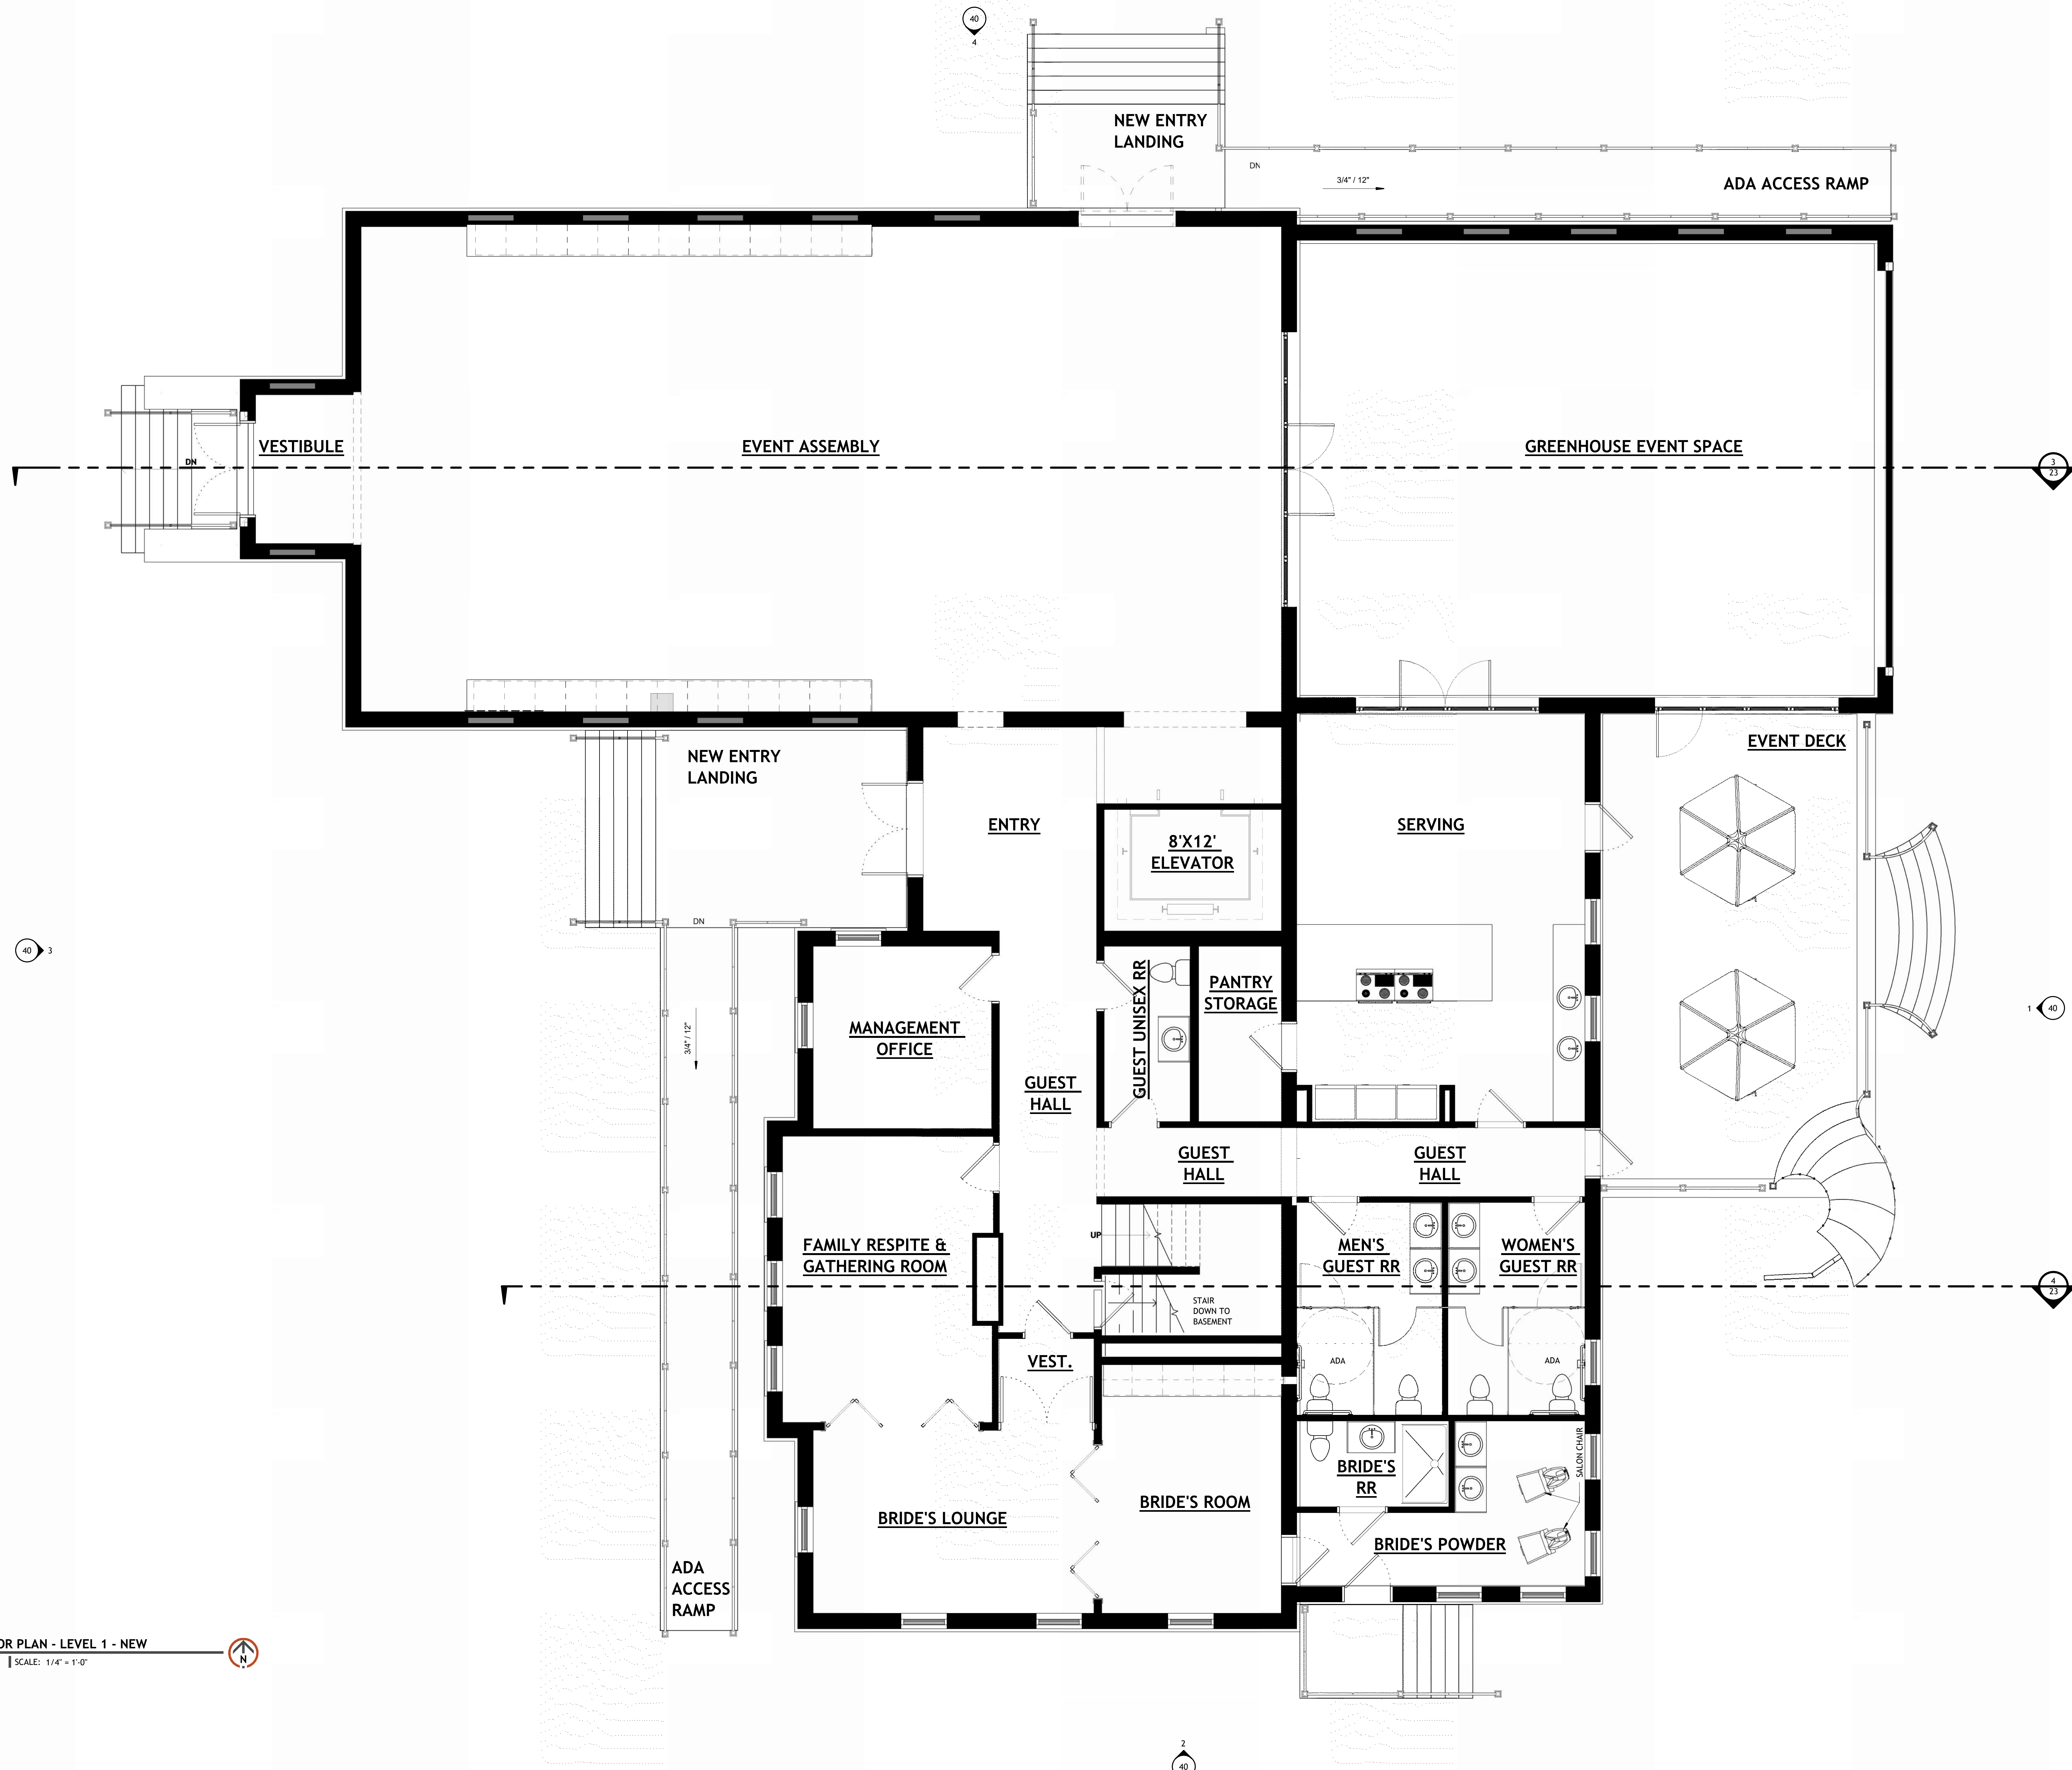 40
4
NEW ENTRY
LANDING
DN
3/4" / 12"
ADA ACCESS RAMP
VESTIBULE
DN
EVENT ASSEMBLY
GREENHOUSE EVENT SPACE
3
23
NEW ENTRY
LANDING
DN
ENTRY
8'X12'
ELEVATOR
SERVING
EVENT DECK
40
3
1
40
3/4" / 12"
MANAGEMENT
OFFICE
GUEST UNISEX RR
PANTRY
STORAGE
GUEST
HALL
GUEST
HALL
GUEST
HALL
FAMILY RESPITE &
GATHERING ROOM
UP
STAIR
DOWN TO
BASEMENT
MEN'S
GUEST RR
WOMEN'S
GUEST RR
4
23
VEST.
ADA
ADA
BRIDE'S LOUNGE
BRIDE'S ROOM
BRIDE'S
RR
SALON CHAIR
BRIDE'S POWDER
ADA
ACCESS
RAMP
OR PLAN - LEVEL 1 - NEW
SCALE: 1/4" = 1'-0"
N
2
40